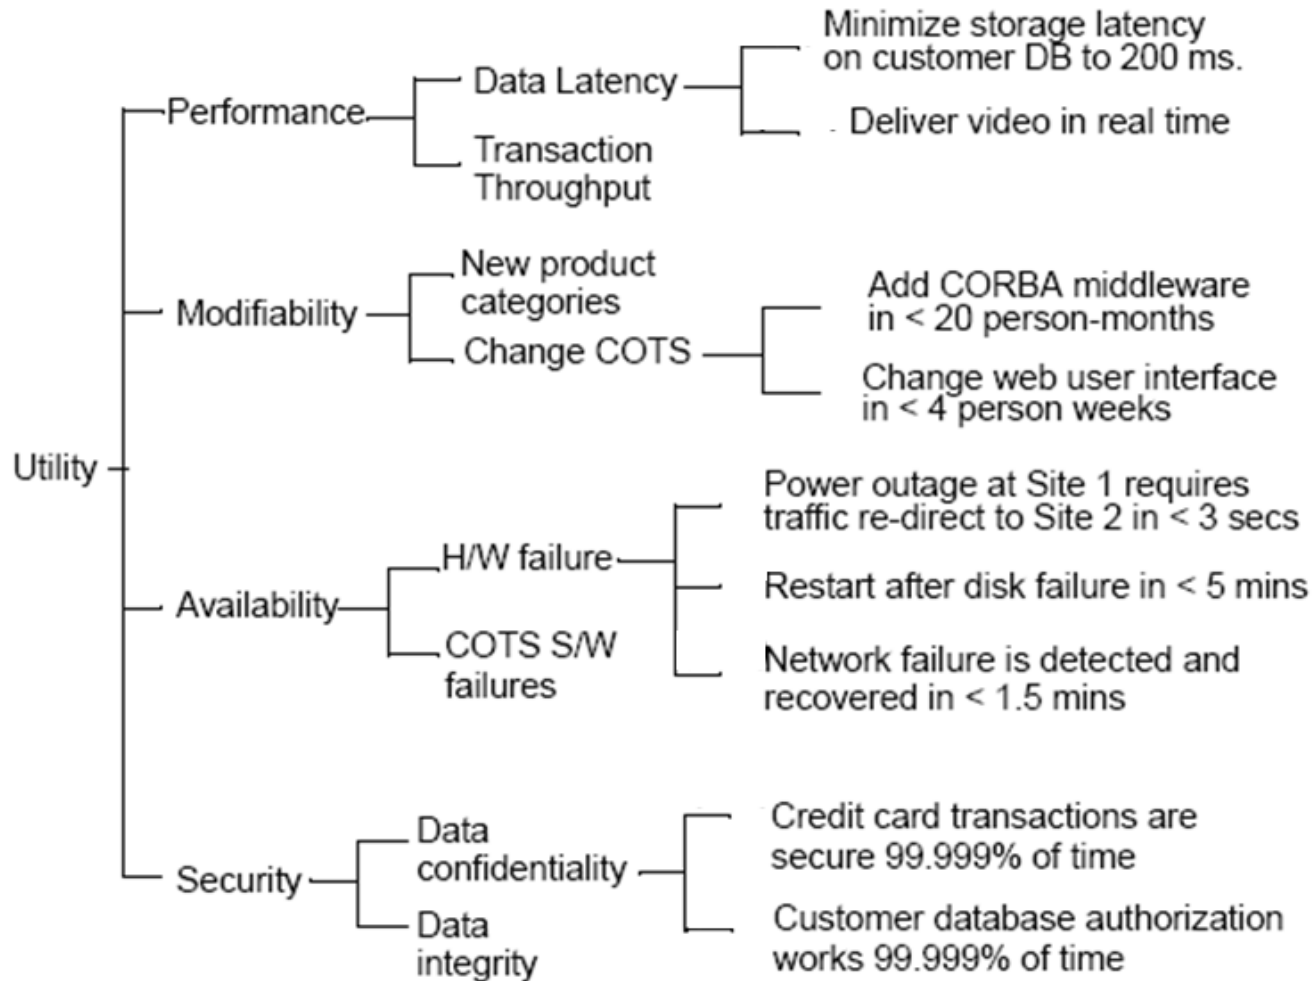 Utility
Performance
Data Latency
Minimize storage latency
on customer DB to 200 ms.
Deliver video in real time
Transaction
Throughput
Modifiability
New product
categories
Change COTS
Add CORBA middleware
in < 20 person-months
Change web user interface
in < 4 person weeks
Availability
H/W failure
Power outage at Site 1 requires
traffic re-direct to Site 2 in < 3 secs
Restart after disk failure in < 5 mins
Network failure is detected and
recovered in < 1.5 mins
COTS S/W
failures
Security
Data
confidentiality
Credit card transactions are
secure 99.999% of time
Customer database authorization
works 99.999% of time
Data
integrity